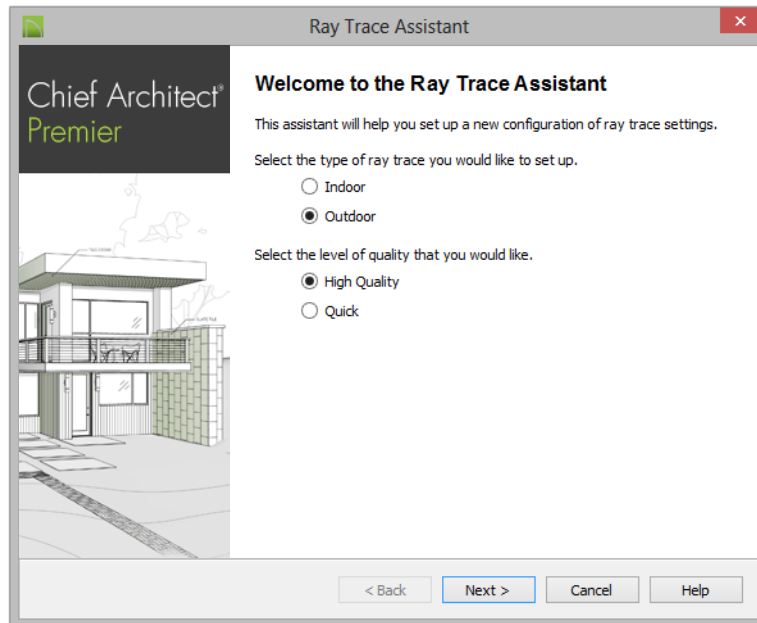 Ray Trace Assistant
Chief Architect®
Premier
Welcome to the Ray Trace Assistant
This assistant will help you set up a new configuration of ray trace settings.
Select the type of ray trace you would like to set up.
Indoor
Outdoor
Select the level of quality that you would like.
High Quality
Quick
< Back Next > Cancel Help